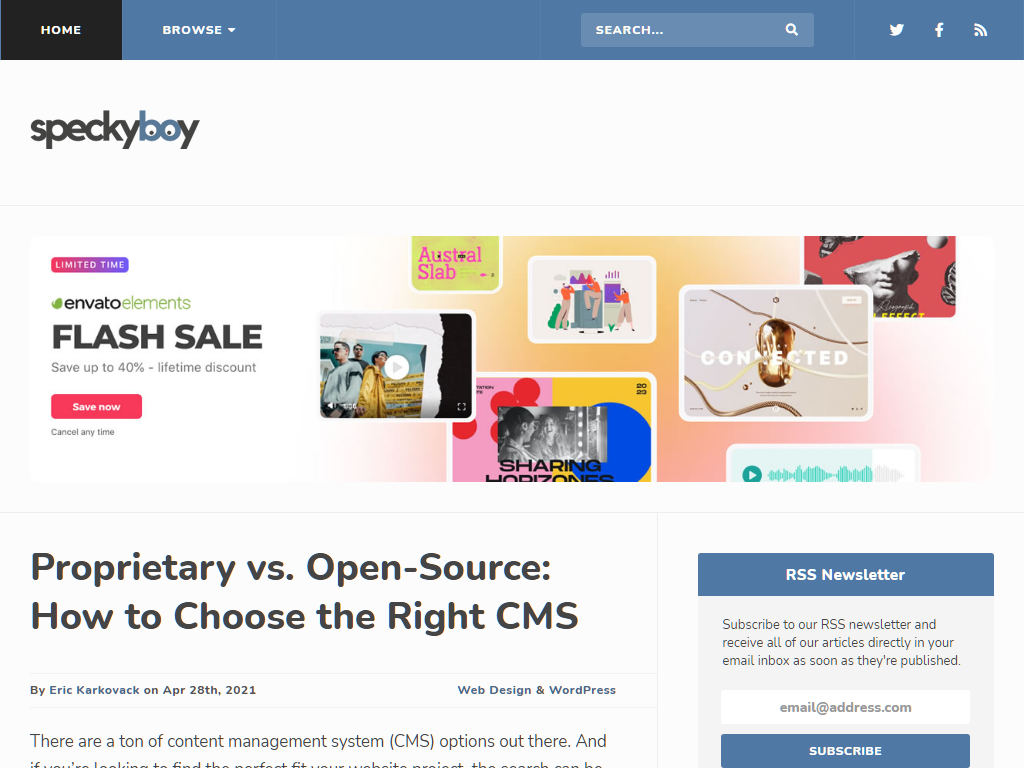 HOME
BROWSE
SEARCH...
speckyboy
LIMITED TIME
envato elements
FLASH SALE
Save up to 40% - lifetime discount
Save now
Cancel any time
Austral
Slab
CONNECTED
20
23
SHARING
HORIZONES
Proprietary vs. Open-Source:
How to Choose the Right CMS
By Eric Karkovack on Apr 28th, 2021
Web Design & WordPress
There are a ton of content management system (CMS) options out there. And
if you're looking to find the perfect fit your website project, the search can be
RSS Newsletter
Subscribe to our RSS newsletter and
receive all of our articles directly in your
email inbox as soon as they're published.
email@address.com
SUBSCRIBE